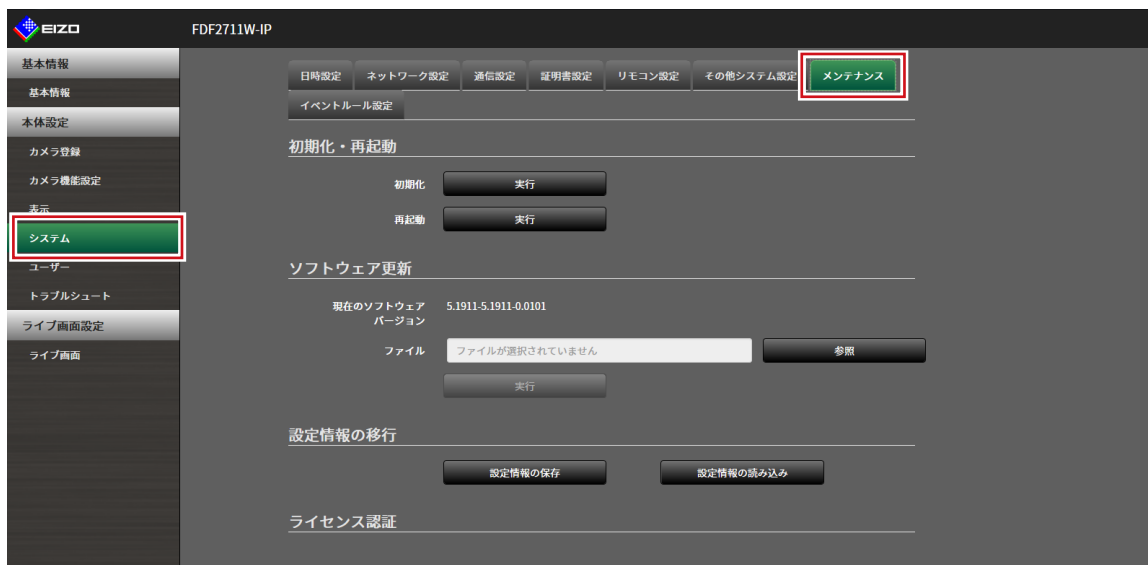 EIZO
FDF2711W-IP
基本情報
基本情報
本体設定
カメラ登録
カメラ機能設定
表示
システム
ユーザー
トラブルシュート
ライブ画面設定
ライブ画面
日時設定 ネットワーク設定 通信設定 証明書設定 リモコン設定 その他システム設定 メンテナンス
イベントルール設定
初期化・再起動
初期化 実行
再起動 実行
ソフトウェア更新
現在のソフトウェア 5.1911-5.1911-0.0101
バージョン
ファイル ファイルが選択されていません 参照
実行
設定情報の移行
設定情報の保存 設定情報の読み込み
ライセンス認証